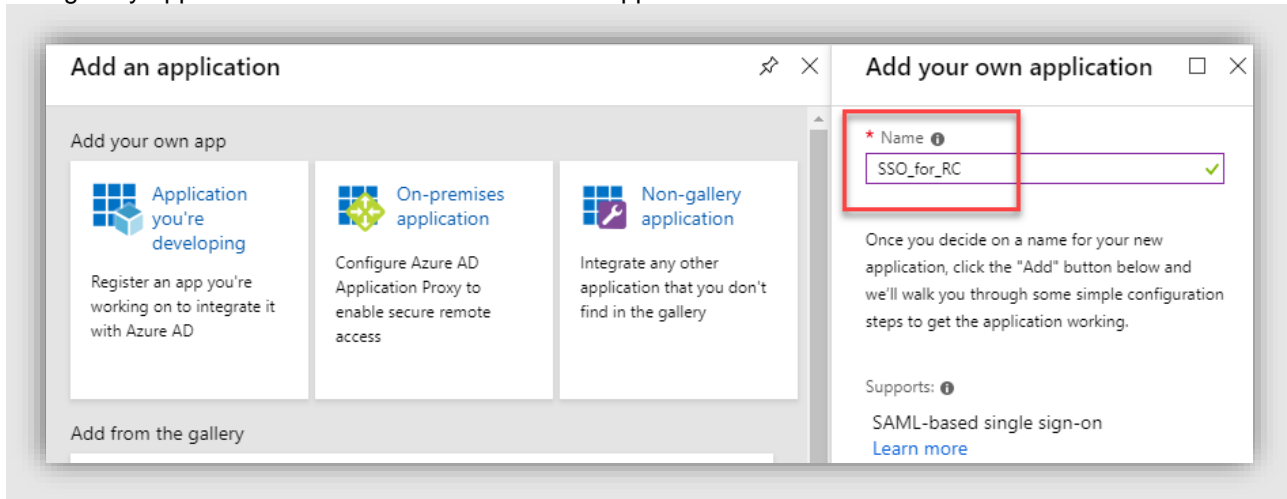 Add an application
Add your own app
Application
you're
developing
Register an app you're
working on to integrate it
with Azure AD
On-premises
application
Configure Azure AD
Application Proxy to
enable secure remote
access
Non-gallery
application
Integrate any other
application that you don't
find in the gallery
Add from the gallery
Add your own application
* Name
SSO_for_RC
Once you decide on a name for your new
application, click the "Add" button below and
we'll walk you through some simple configuration
steps to get the application working.
Supports:
SAML-based single sign-on
Learn more